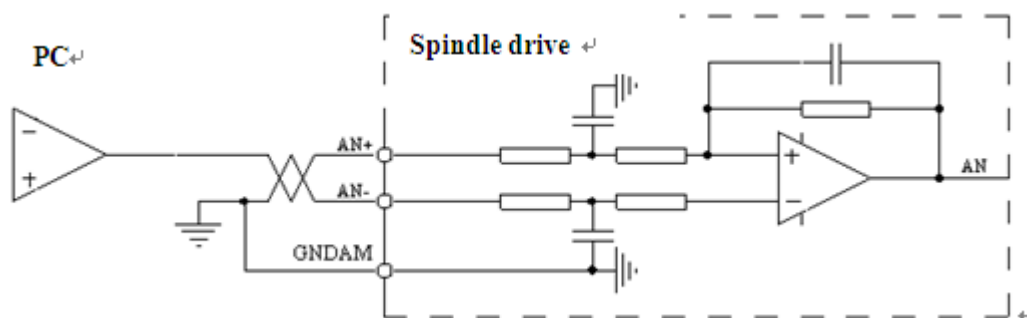 Spindle drive ↵
PC↵
−
+
AN+
AN-
GNDAM
+
−
AN
↵